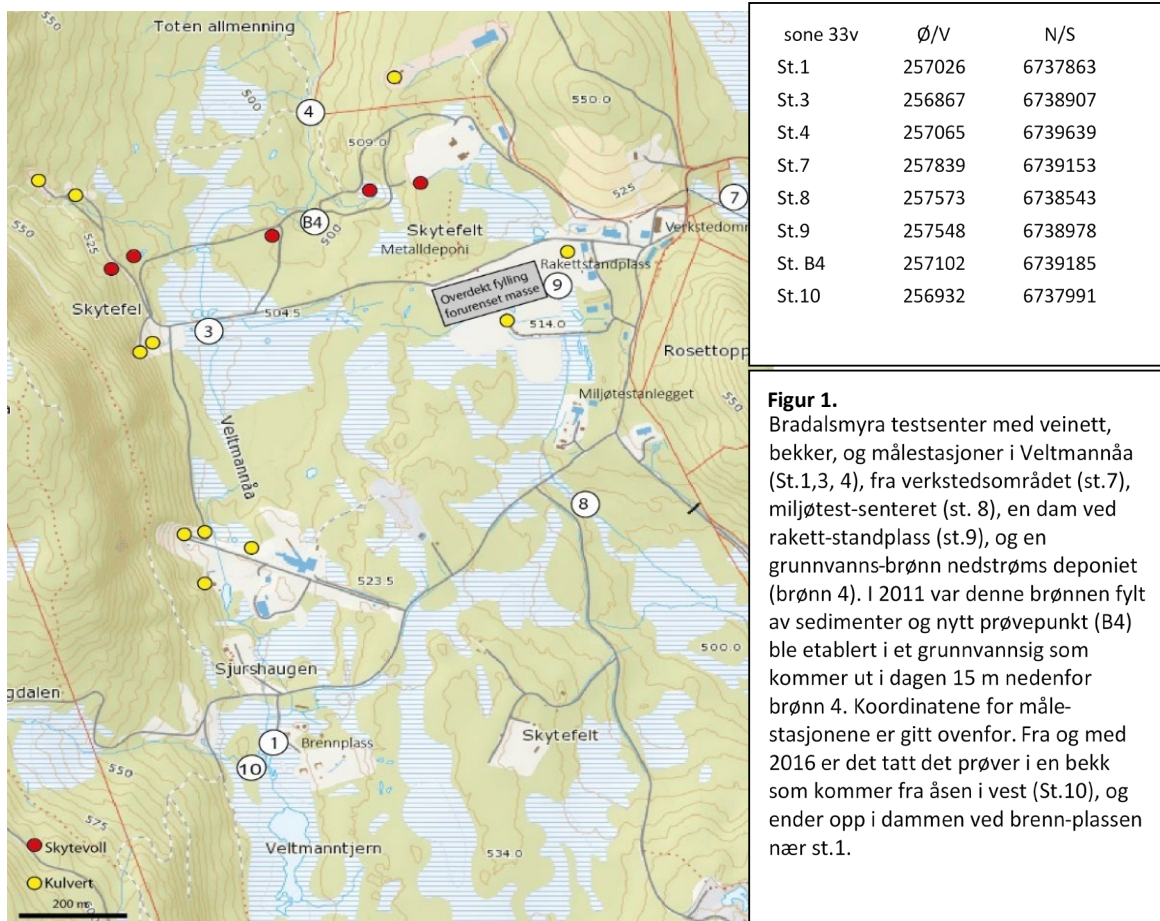 Toten allmenning
550
550.0
4
500
509.0
525
7
B4
500
Skytefelt
Verkstedomr
550
Metalldeponi
Rakettstandplass
525
Overdekt fylling
forurenset masse
9
Skytefel
504.5
3
514.0
Rosettopp
Miljøtestanlegget
550
Veltmannåa
8
523.5
500.0
Sjurshaugen
gdalen
Skytefelt
1
Brennplass
10
550
575
Skytevoll
Veltmanntjern
534.0
Kulvert
200 m
sone 33v Ø/V N/S
St.1 257026 6737863
St.3 256867 6738907
St.4 257065 6739639
St.7 257839 6739153
St.8 257573 6738543
St.9 257548 6738978
St. B4 257102 6739185
St.10 256932 6737991
Figur 1.
Bradalsmyra testsenter med veinett,
bekker, og målestasjoner i Veltmannåa
(St.1,3, 4), fra verkstedsområdet (st.7),
miljøtest-senteret (st. 8), en dam ved
rakett-standplass (st.9), og en
grunnvanns-brønn nedstrøms deponiet
(brønn 4). I 2011 var denne brønnen fylt
av sedimenter og nytt prøvepunkt (B4)
ble etablert i et grunnvannsig som
kommer ut i dagen 15 m nedenfor
brønn 4. Koordinatene for måle-
stasjonene er gitt ovenfor. Fra og med
2016 er det tatt det prøver i en bekk
som kommer fra åsen i vest (St.10), og
ender opp i dammen ved brenn-plassen
nær st.1.